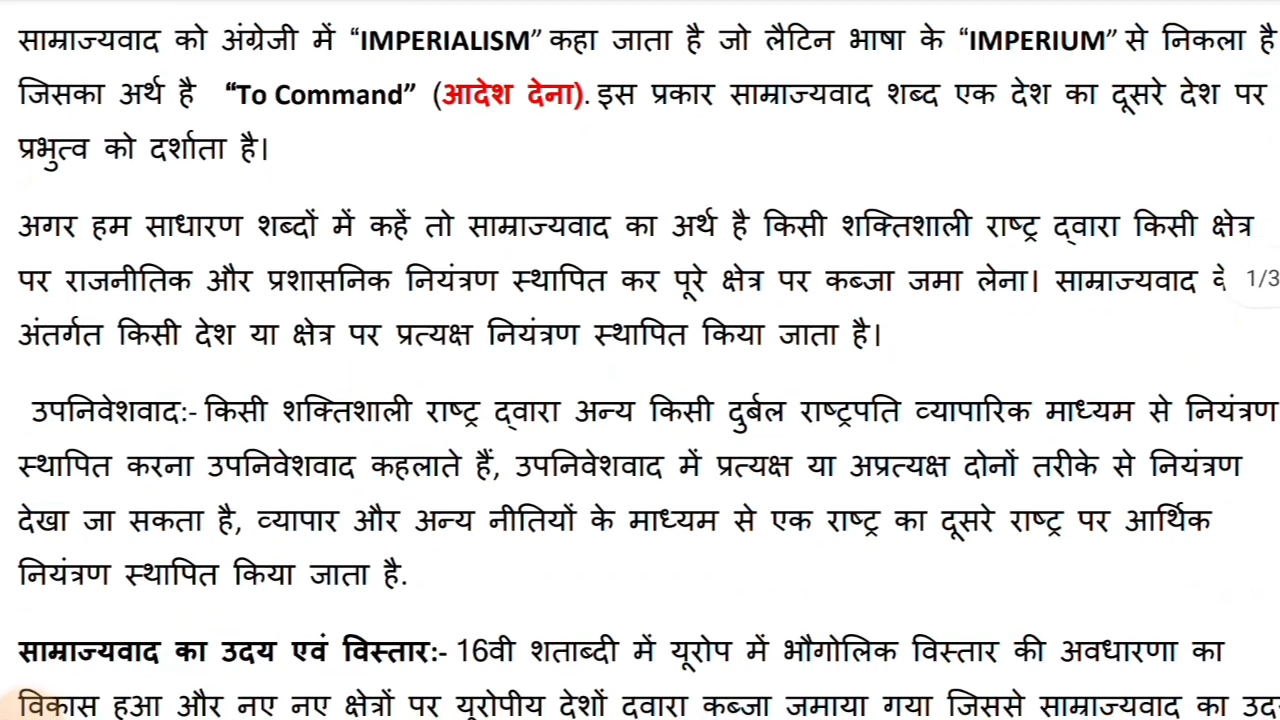 साम्राज्यवाद को अंग्रेजी में “IMPERIALISM” कहा जाता है जो लैटिन भाषा के “IMPERIUM” से निकला है
जिसका अर्थ है “To Command” (आदेश देना). इस प्रकार साम्राज्यवाद शब्द एक देश का दूसरे देश पर
प्रभुत्व को दर्शाता है।
अगर हम साधारण शब्दों में कहें तो साम्राज्यवाद का अर्थ है किसी शक्तिशाली राष्ट्र द्वारा किसी क्षेत्र
पर राजनीतिक और प्रशासनिक नियंत्रण स्थापित कर पूरे क्षेत्र पर कब्जा जमा लेना। साम्राज्यवाद
1/3
अंतर्गत किसी देश या क्षेत्र पर प्रत्यक्ष नियंत्रण स्थापित किया जाता है।
उपनिवेशवाद:- किसी शक्तिशाली राष्ट्र द्वारा अन्य किसी दुर्बल राष्ट्रपति व्यापारिक माध्यम से नियंत्रण
स्थापित करना उपनिवेशवाद कहलाते हैं, उपनिवेशवाद में प्रत्यक्ष या अप्रत्यक्ष दोनों तरीके से नियंत्रण
देखा जा सकता है, व्यापार और अन्य नीतियों के माध्यम से एक राष्ट्र का दूसरे राष्ट्र पर आर्थिक
नियंत्रण स्थापित किया जाता है.
साम्राज्यवाद का उदय एवं विस्तार:- 16वी शताब्दी में यूरोप में भौगोलिक विस्तार की अवधारणा का
विकास हुआ और नए नए क्षेत्रों पर यूरोपीय देशों द्वारा कब्जा जमाया गया जिससे साम्राज्यवाद का